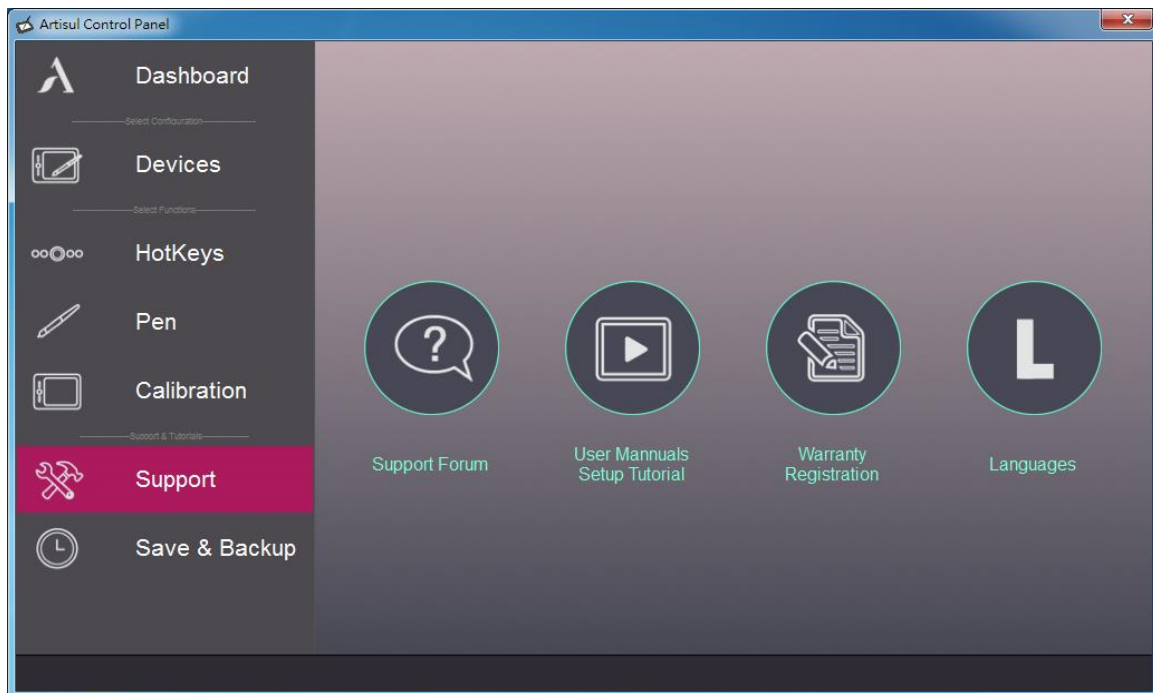 Artisul Control Panel
Dashboard
Select Confiauration
Devices
Select Functions
HotKeys
Pen
Calibration
Support & Tutorials
Support
Save & Backup
Support Forum
User Mannuals
Setup Tutorial
Warranty
Registration
L
Languages